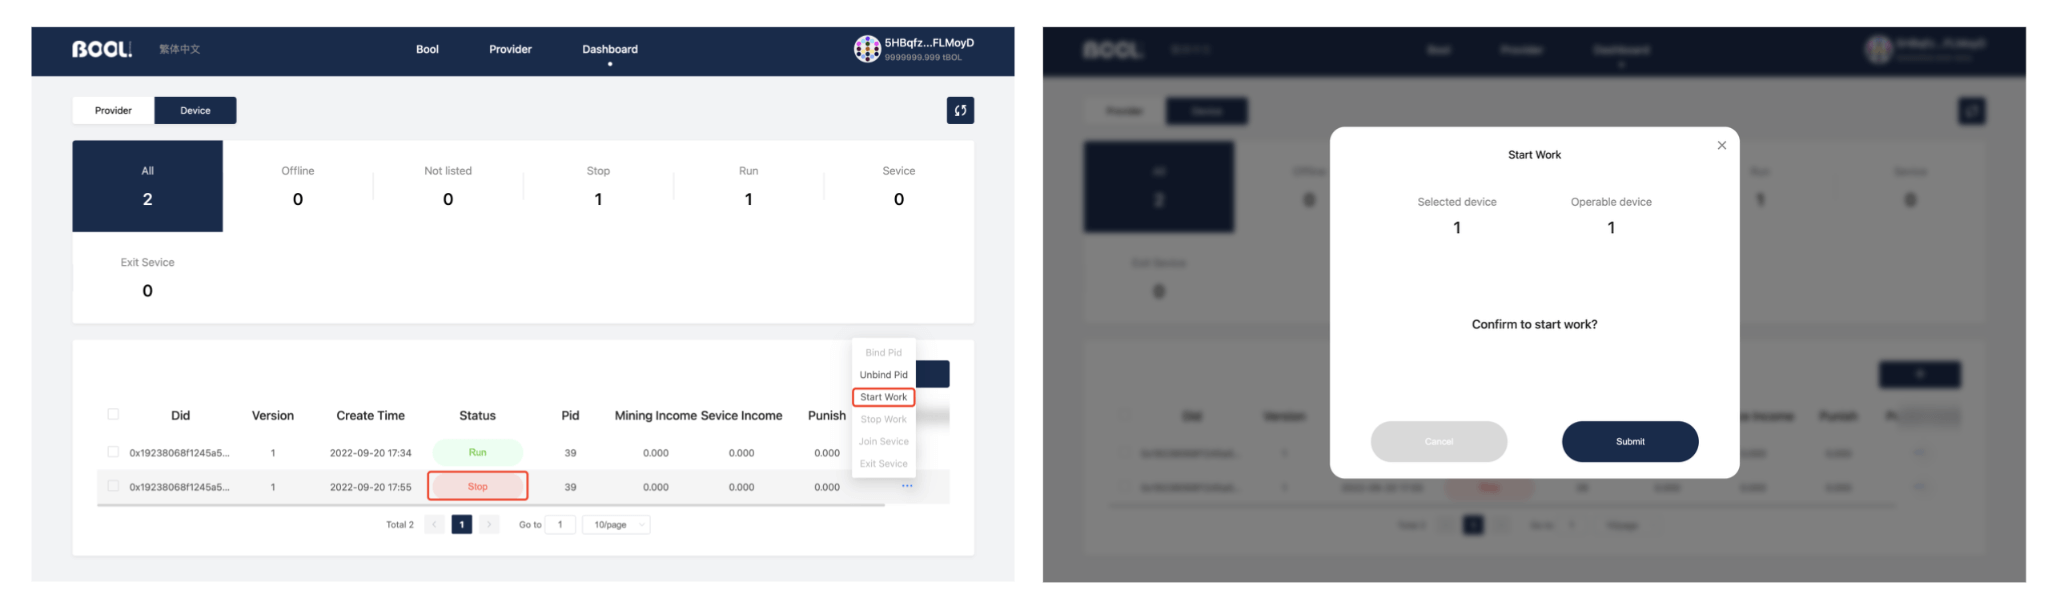 BOOL 繁体中文 Bool Provider Dashboard 5HBqfz...FLMoyD
9999999.999 tBOL
Provider Device
All Offline Not listed Stop Run Sevice
2 0 0 1 1 0
Exit Sevice
0
Bind Pid
Unbind Pid
Start Work
Stop Work
Join Sevice
Exit Sevice
Did Version Create Time Status Pid Mining Income Sevice Income Punish
0x19238068f1245a5... 1 2022-09-20 17:34 Run 39 0.000 0.000 0.000
0x19238068f1245a5... 1 2022-09-20 17:55 Stop 39 0.000 0.000 0.000 ...
Total 2 < 1 > Go to 1 10/page
Start Work
Selected device Operable device
1 1
Confirm to start work?
Cancel Submit